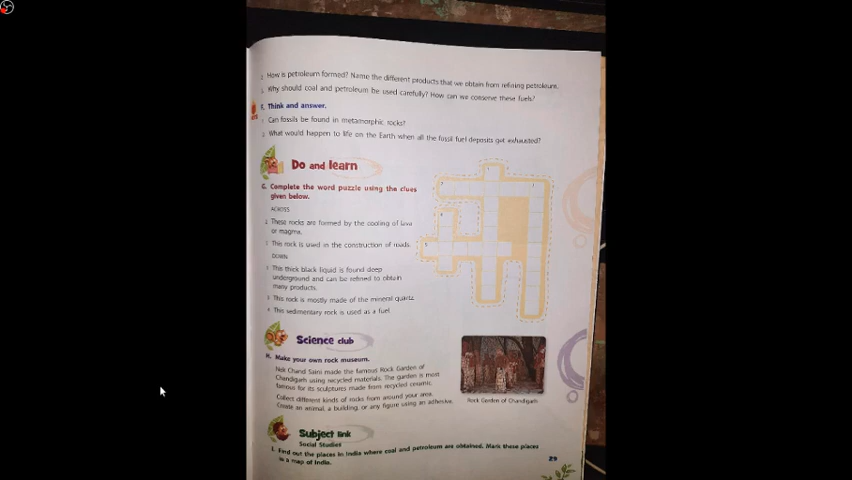 How is petroleum formed? Name the different products that we obtain from refining petroleum.
5. Why should coal and petroleum be used carefully? How can we conserve these fuels?
F. Think and answer.
1. Can fossils be found in metamorphic rocks?
2. What would happen to life on the Earth when all the fossil fuel deposits get exhausted?
Do and learn
G. Complete the word puzzle using the clues
given below.
ACROSS
2. These rocks are formed by the cooling of lava
or magma.
This rock is used in the construction of roads.
DOWN
1. This thick black liquid is found deep
underground and can be refined to obtain
many products.
3. This rock is mostly made of the mineral quartz.
4. This sedimentary rock is used as a fuel.
Science club
H. Make your own rock museum.
Nek Chand Saini made the famous Rock Garden of
Chandigarh using recycled materials. The garden is most
famous for its sculptures made from recycled ceramic.
Collect different kinds of rocks from around your area.
Create an animal, a building, or any figure using an adhesive.
Rock Garden of Chandigarh
Subject link
Social Studies
I. Find out the places in India where coal and petroleum are obtained. Mark these places
in a map of India.
29